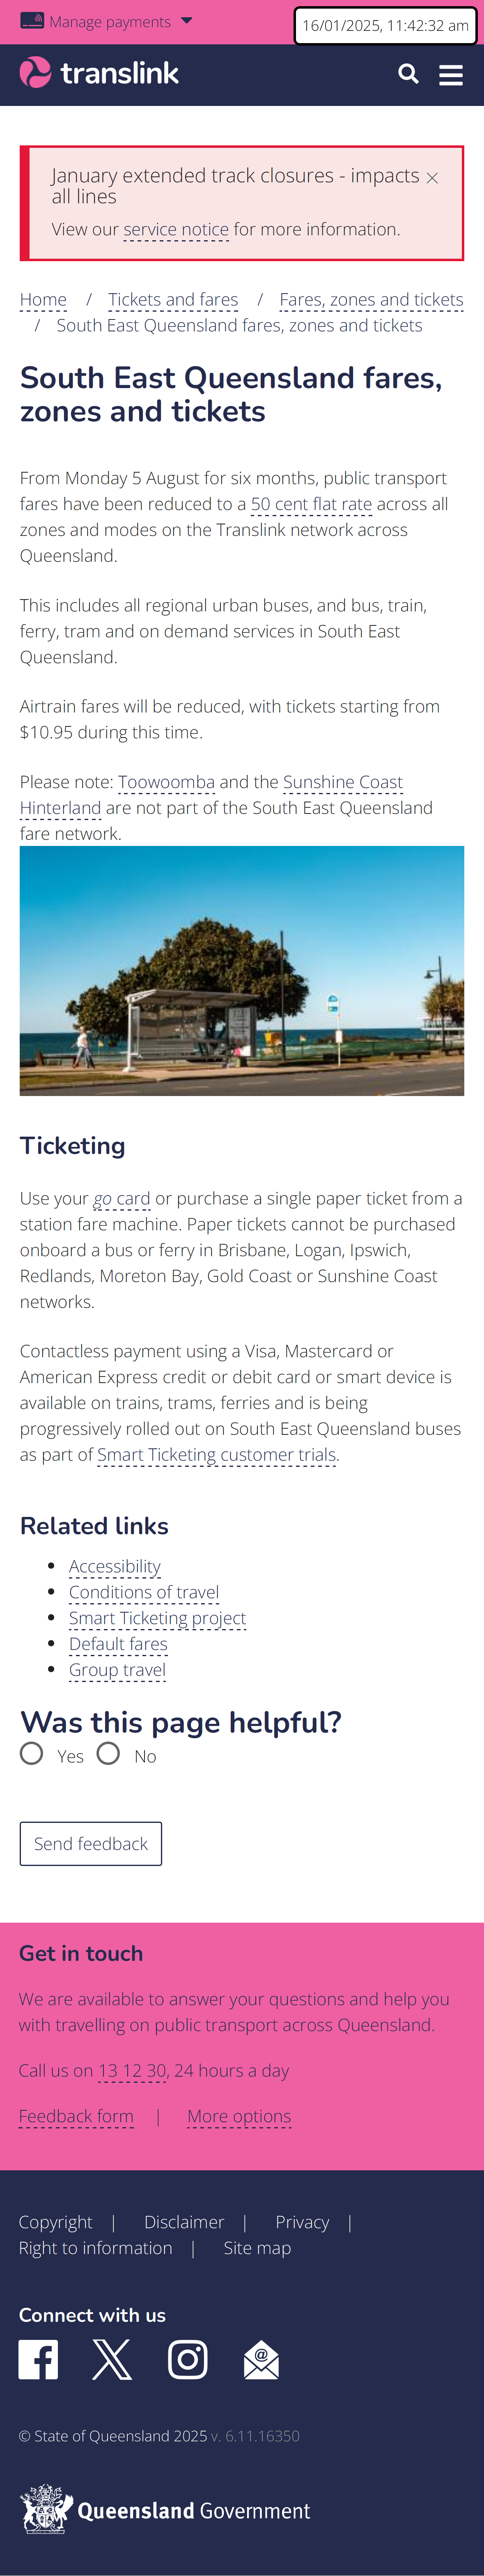 Manage payments
16/01/2025, 11:42:32 am
translink
January extended track closures - impacts
all lines
View our service notice for more information.
Home / Tickets and fares / Fares, zones and tickets
/ South East Queensland fares, zones and tickets
South East Queensland fares,
zones and tickets
From Monday 5 August for six months, public transport
fares have been reduced to a 50 cent flat rate across all
zones and modes on the Translink network across
Queensland.
This includes all regional urban buses, and bus, train,
ferry, tram and on demand services in South East
Queensland.
Airtrain fares will be reduced, with tickets starting from
$10.95 during this time.
Please note: Toowoomba and the Sunshine Coast
Hinterland are not part of the South East Queensland
fare network.
Ticketing
Use your go card or purchase a single paper ticket from a
station fare machine. Paper tickets cannot be purchased
onboard a bus or ferry in Brisbane, Logan, Ipswich,
Redlands, Moreton Bay, Gold Coast or Sunshine Coast
networks.
Contactless payment using a Visa, Mastercard or
American Express credit or debit card or smart device is
available on trains, trams, ferries and is being
progressively rolled out on South East Queensland buses
as part of Smart Ticketing customer trials.
Related links
• Accessibility
• Conditions of travel
• Smart Ticketing project
• Default fares
• Group travel
Was this page helpful?
Yes No
Send feedback
Get in touch
We are available to answer your questions and help you
with travelling on public transport across Queensland.
Call us on 13 12 30, 24 hours a day
Feedback form | More options
Copyright | Disclaimer | Privacy |
Right to information | Site map
Connect with us
© State of Queensland 2025 v. 6.11.16350
Queensland Government